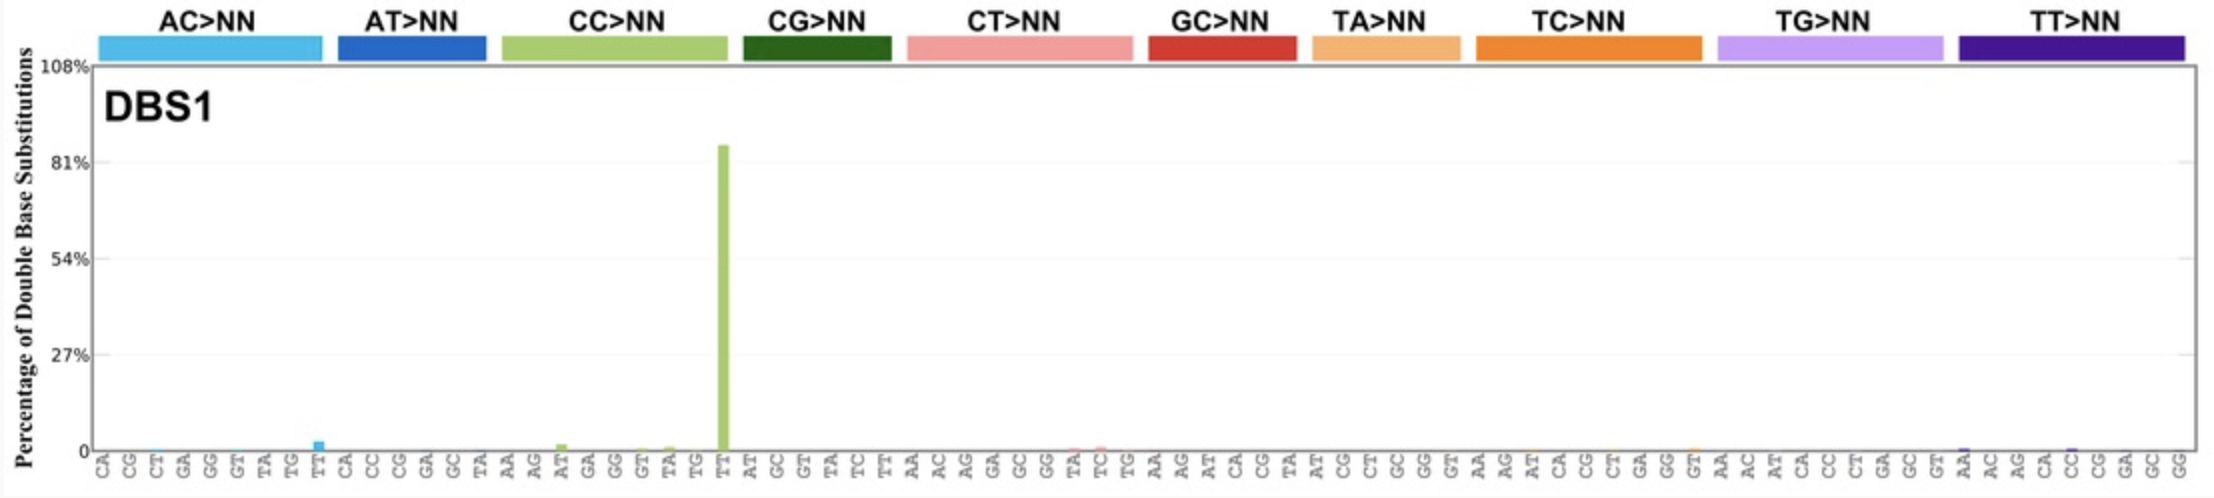 AC>NN AT>NN CC>NN CG>NN CT>NN GC>NN TA>NN TC>NN TG>NN TT>NN
Percentage of Double Base Substitutions
108%
DBS1
81%
54%
27%
0
CA CG CT GA GG GT TA TG TT CA CC CG GA GC TA AA AG AT GA GG GT TA TG TT AT GC GT TA TC TT AA AC AG GA GC GG TA TC TG AA AG AT CA CG TA AT CG CT GC GG GT AA AG AT CA CG CT GA GG GT AA AC AT CA CC CT GA GC GT AA AC AG CA CC CG GA GC GG